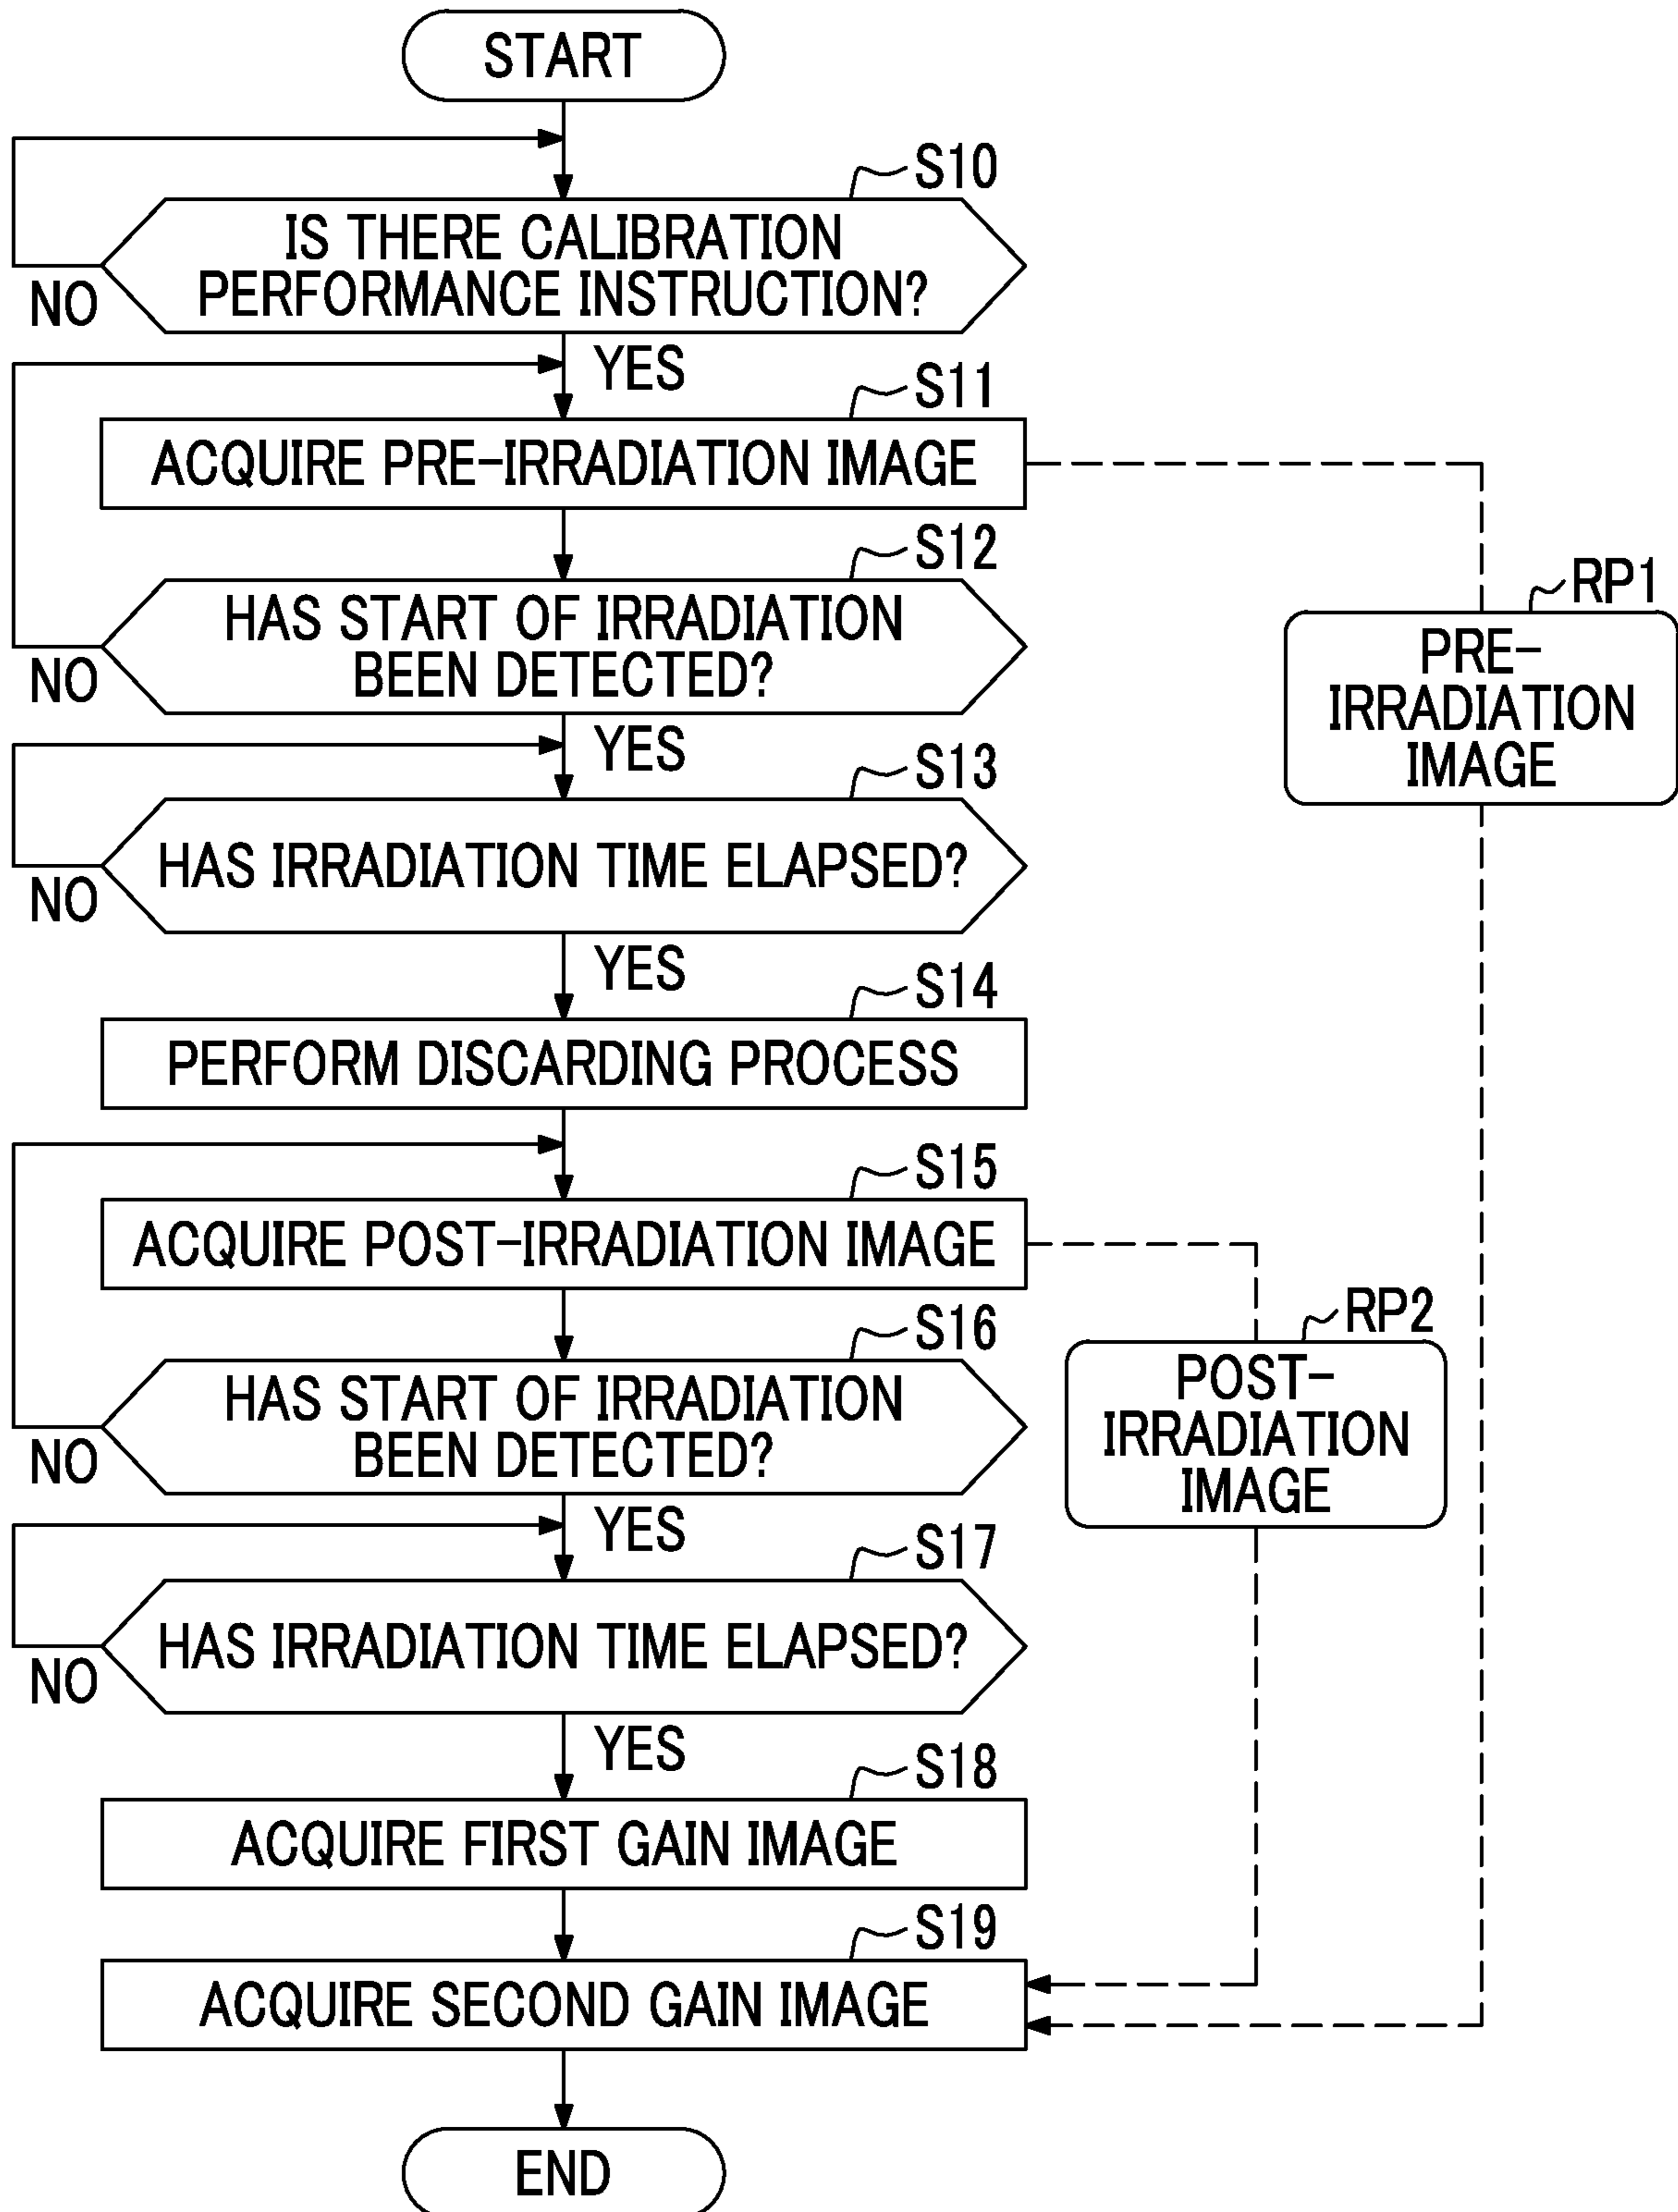 START
S10
IS THERE CALIBRATION
PERFORMANCE INSTRUCTION?
NO
YES
S11
ACQUIRE PRE-IRRADIATION IMAGE
S12
HAS START OF IRRADIATION
BEEN DETECTED?
NO
RP1
PRE-
IRRADIATION
IMAGE
YES
S13
HAS IRRADIATION TIME ELAPSED?
NO
YES
S14
PERFORM DISCARDING PROCESS
S15
ACQUIRE POST-IRRADIATION IMAGE
S16
HAS START OF IRRADIATION
BEEN DETECTED?
NO
RP2
POST-
IRRADIATION
IMAGE
YES
S17
HAS IRRADIATION TIME ELAPSED?
NO
YES
S18
ACQUIRE FIRST GAIN IMAGE
S19
ACQUIRE SECOND GAIN IMAGE
END